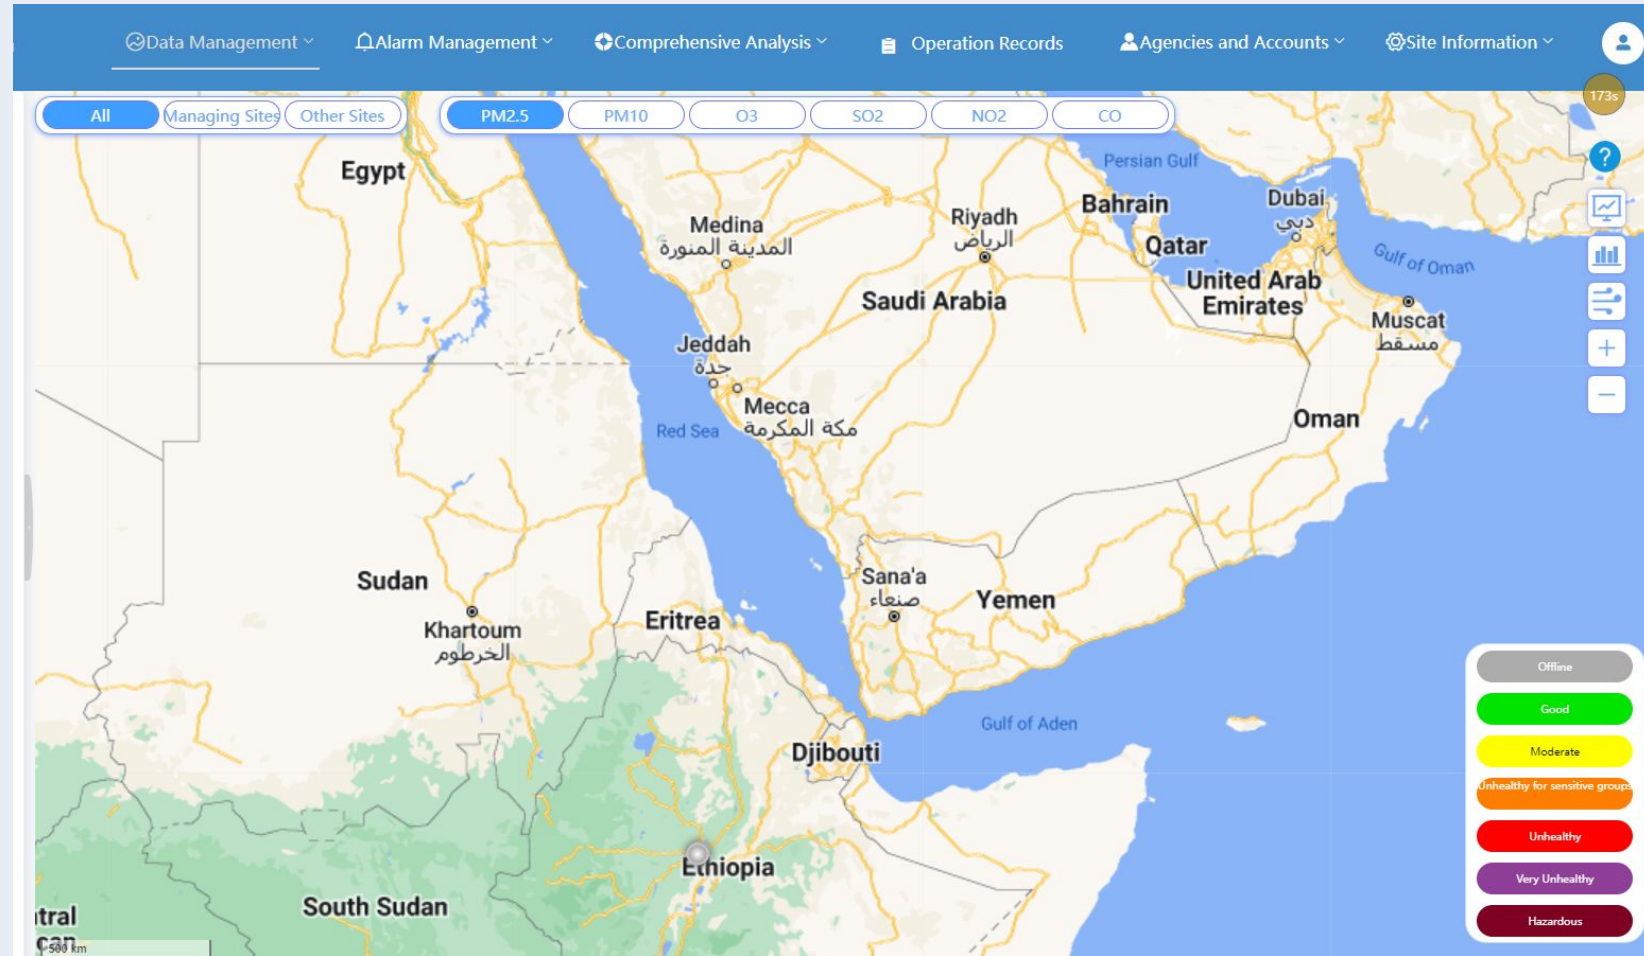 Data Management
Alarm Management
Comprehensive Analysis
Operation Records
Agencies and Accounts
Site Information
173s
All
Managing Sites
Other Sites
PM2.5
PM10
O3
SO2
NO2
CO
?
Persian Gulf
Egypt
Bahrain
Dubai
دبي
Medina
المدينة المنورة
Riyadh
الرياض
Qatar
Gulf of Oman
United Arab
Emirates
Saudi Arabia
Muscat
مسقط
Jeddah
جدة
Mecca
مكة المكرمة
Red Sea
Oman
Sudan
Sana'a
صنعاء
Yemen
Khartoum
الخرطوم
Eritrea
Gulf of Aden
Djibouti
Ethiopia
South Sudan
ntral
can
500 km
Offline
Good
Moderate
Unhealthy for sensitive groups
Unhealthy
Very Unhealthy
Hazardous